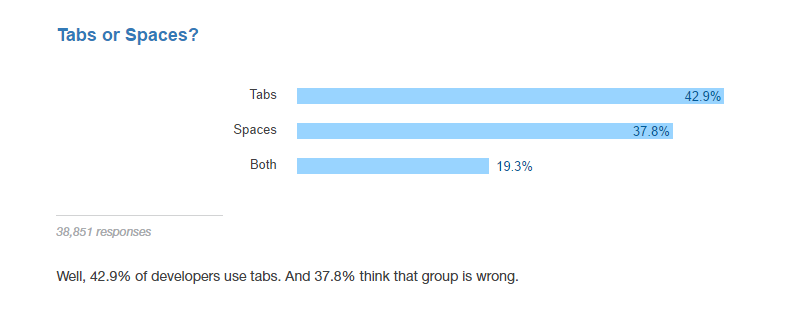 Tabs or Spaces?
Tabs 42.9%
Spaces 37.8%
Both 19.3%
38,851 responses
Well, 42.9% of developers use tabs. And 37.8% think that group is wrong.